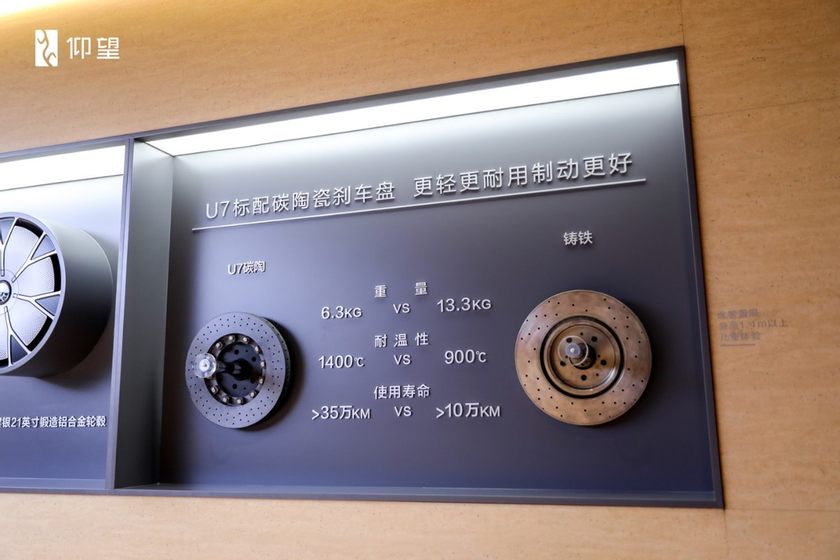 仰望
U7标配碳陶瓷刹车盘 更轻更耐用制动更好
U7碳陶
铸铁
重 量
6.3KG VS 13.3KG
耐 温 性
1400℃ VS 900℃
使用寿命
>35万KM VS >10万KM
银21英寸锻造铝合金轮毂